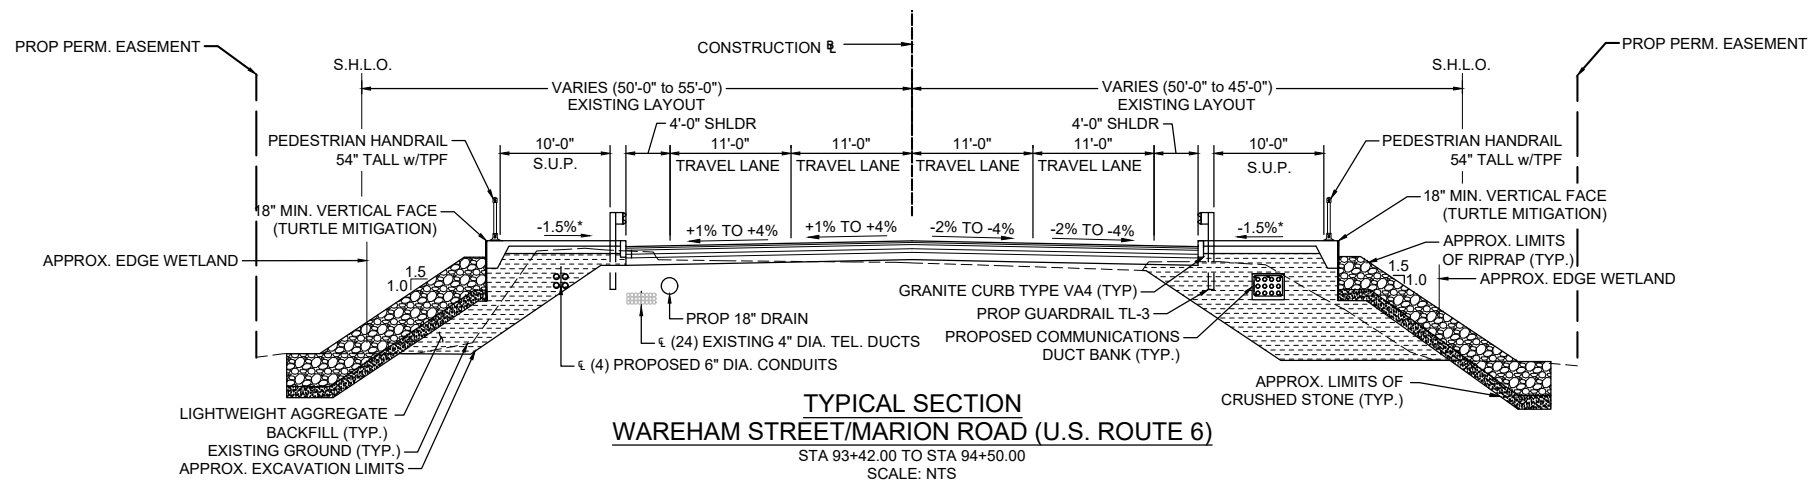 PROP PERM. EASEMENT
CONSTRUCTION ⅊
PROP PERM. EASEMENT
S.H.L.O.
S.H.L.O.
VARIES (50'-0" to 55'-0")
EXISTING LAYOUT
VARIES (50'-0" to 45'-0")
EXISTING LAYOUT
4'-0" SHLDR
4'-0" SHLDR
PEDESTRIAN HANDRAIL
54" TALL w/TPF
10'-0"
S.U.P.
11'-0"
TRAVEL LANE
11'-0"
TRAVEL LANE
11'-0"
TRAVEL LANE
11'-0"
TRAVEL LANE
10'-0"
S.U.P.
PEDESTRIAN HANDRAIL
54" TALL w/TPF
18" MIN. VERTICAL FACE
(TURTLE MITIGATION)
18" MIN. VERTICAL FACE
(TURTLE MITIGATION)
-1.5%*
+1% TO +4%
+1% TO +4%
-2% TO -4%
-2% TO -4%
-1.5%*
APPROX. EDGE WETLAND
APPROX. LIMITS
OF RIPRAP (TYP.)
1.5
1.0
1.5
1.0
APPROX. EDGE WETLAND
GRANITE CURB TYPE VA4 (TYP)
PROP GUARDRAIL TL-3
PROPOSED COMMUNICATIONS
DUCT BANK (TYP.)
PROP 18" DRAIN
℄ (24) EXISTING 4" DIA. TEL. DUCTS
℄ (4) PROPOSED 6" DIA. CONDUITS
APPROX. LIMITS OF
CRUSHED STONE (TYP.)
LIGHTWEIGHT AGGREGATE
BACKFILL (TYP.)
EXISTING GROUND (TYP.)
APPROX. EXCAVATION LIMITS
TYPICAL SECTION
WAREHAM STREET/MARION ROAD (U.S. ROUTE 6)
STA 93+42.00 TO STA 94+50.00
SCALE: NTS